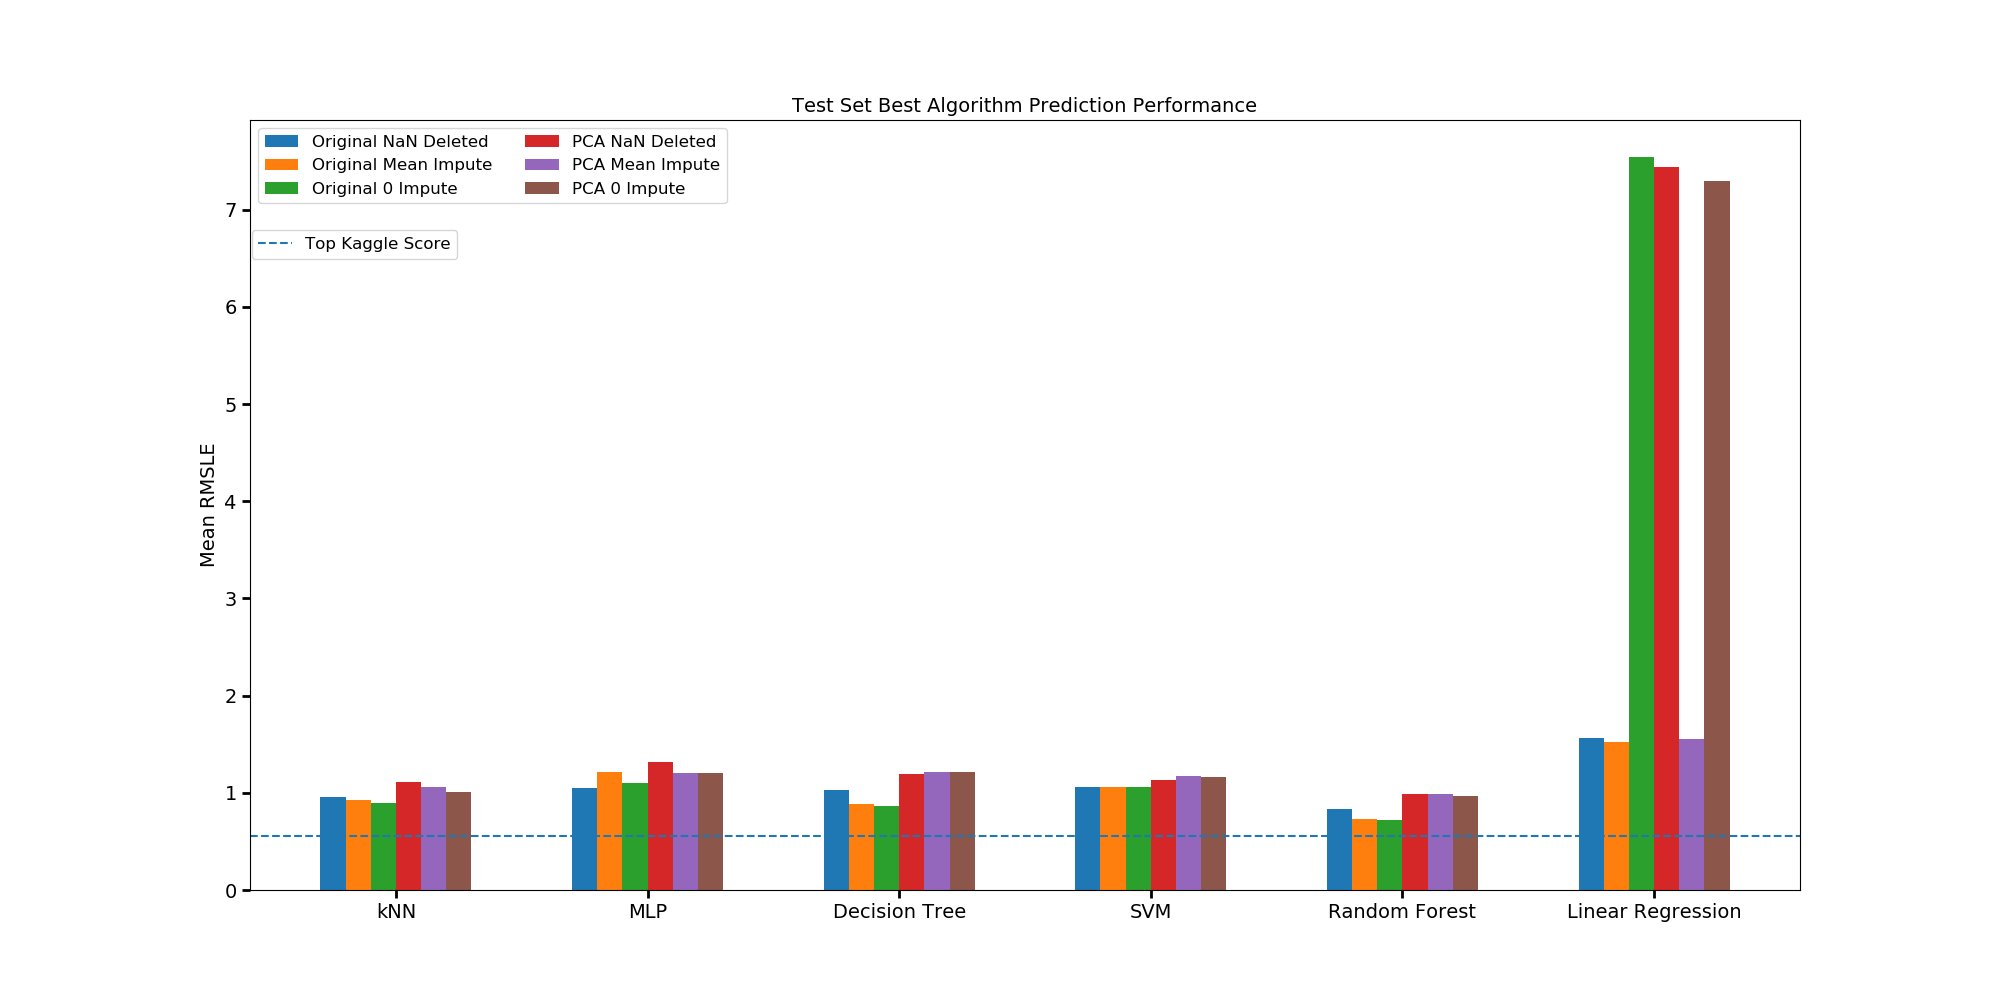 Test Set Best Algorithm Prediction Performance
Original NaN Deleted
Original Mean Impute
Original 0 Impute
PCA NaN Deleted
PCA Mean Impute
PCA 0 Impute
Top Kaggle Score
Mean RMSLE
7
6
5
4
3
2
1
0
kNN MLP Decision Tree SVM Random Forest Linear Regression